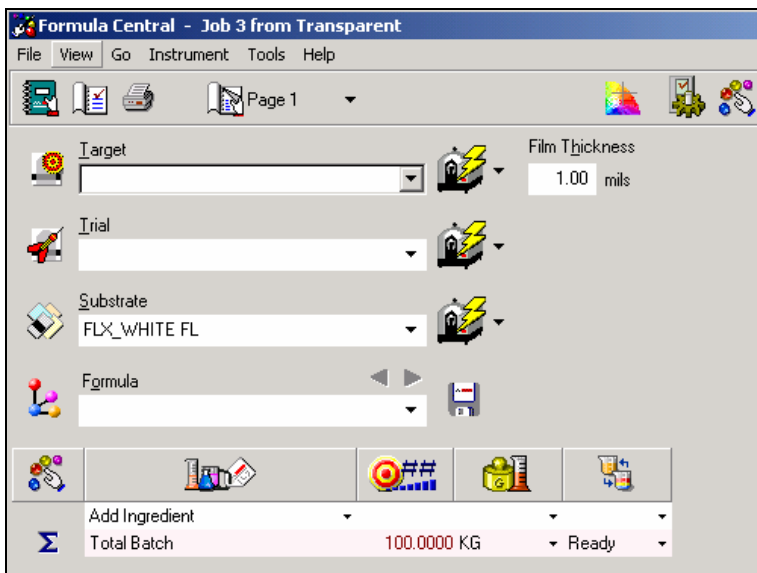 Formula Central - Job 3 from Transparent
File View Go Instrument Tools Help
Page 1
Target
Film Thickness
1.00 mils
Trial
Substrate
FLX_WHITE FL
Formula
##
G
Add Ingredient
Σ Total Batch 100.0000 KG Ready